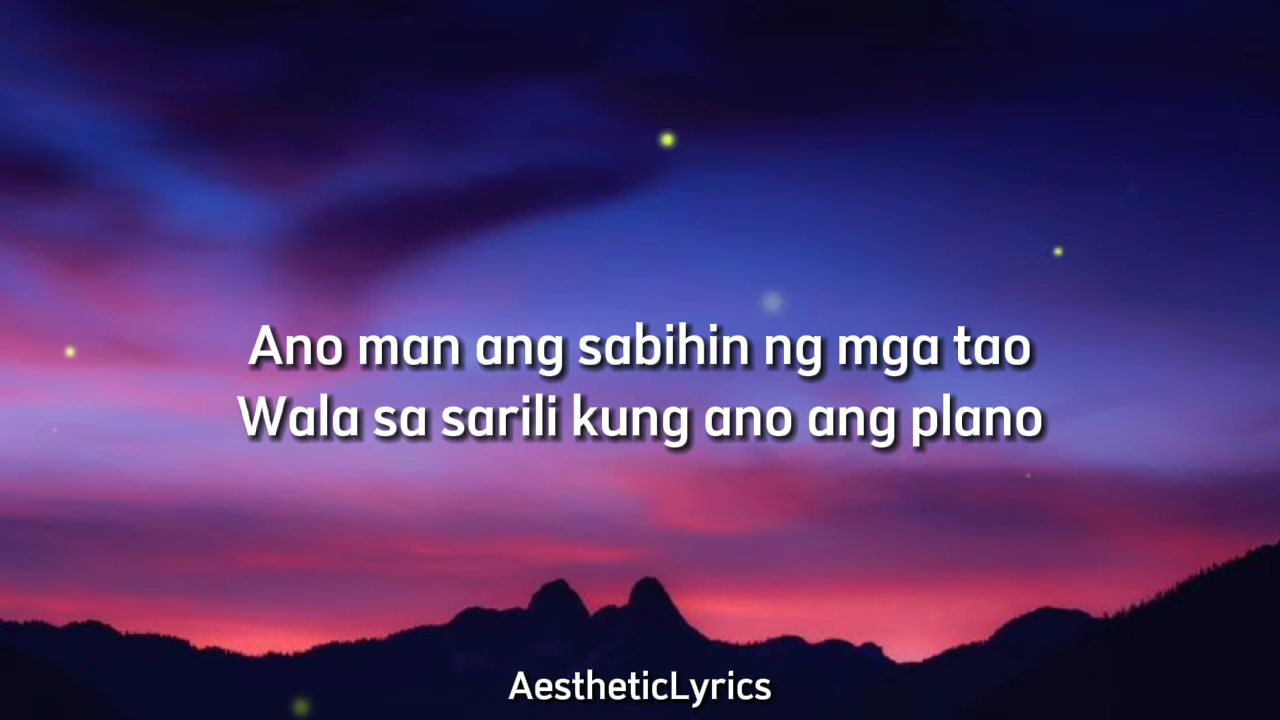 Ano man ang sabihin ng mga tao
Wala sa sarili kung ano ang plano
AestheticLyrics